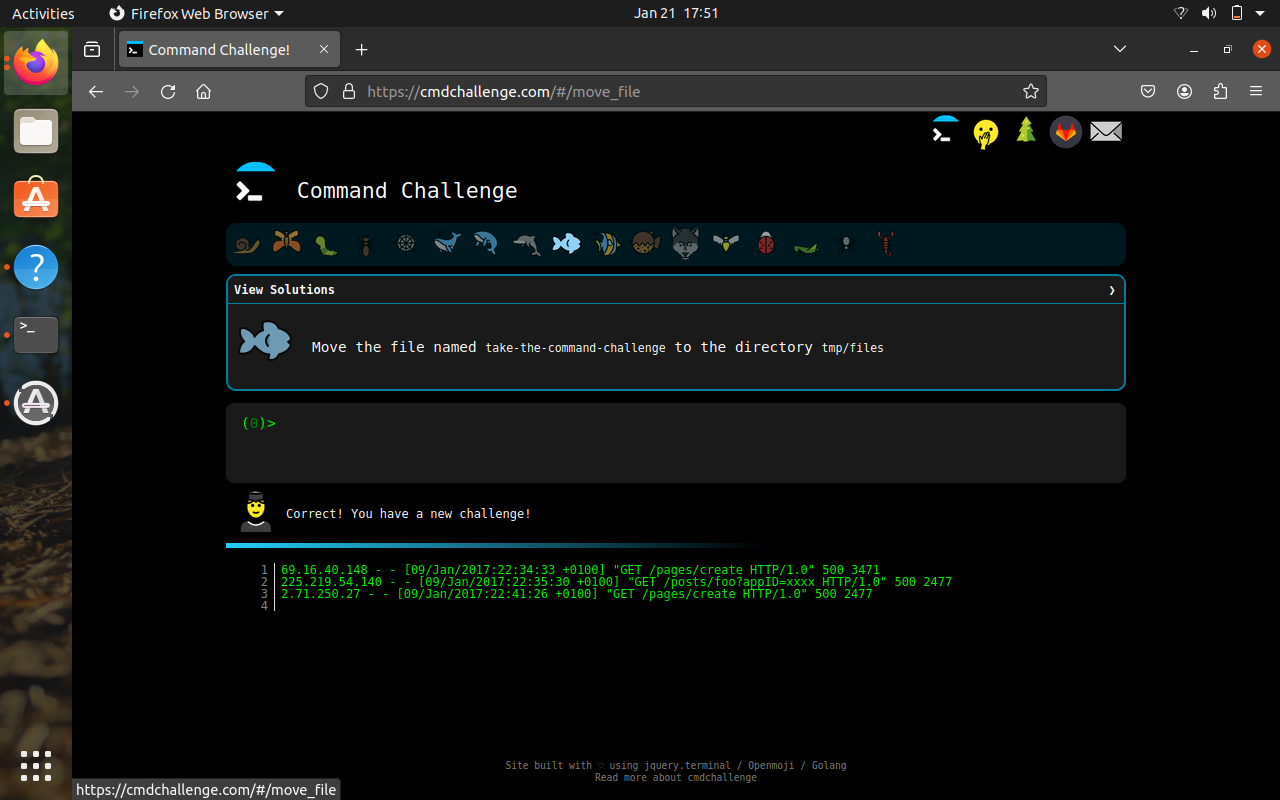 Activities Firefox Web Browser Jan 21 17:51
Command Challenge!
https://cmdchallenge.com/#/move_file
Command Challenge
View Solutions ❯
Move the file named take-the-command-challenge to the directory tmp/files
(0)>
Correct! You have a new challenge!
1 69.16.40.148 - - [09/Jan/2017:22:34:33 +0100] "GET /pages/create HTTP/1.0" 500 3471
2 225.219.54.140 - - [09/Jan/2017:22:35:30 +0100] "GET /posts/foo?appID=xxxx HTTP/1.0" 500 2477
3 2.71.250.27 - - [09/Jan/2017:22:41:26 +0100] "GET /pages/create HTTP/1.0" 500 2477
4
Site built with ♡ using jquery.terminal / Openmoji / Golang
Read more about cmdchallenge
https://cmdchallenge.com/#/move_file